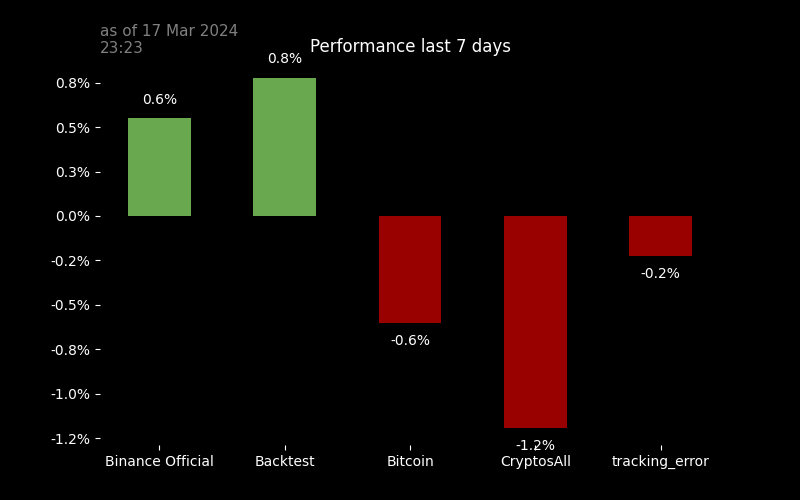 as of 17 Mar 2024
23:23
Performance last 7 days
0.8%
0.6%
0.8%
0.5%
0.3%
0.0%
-0.2%
-0.5%
-0.8%
-1.0%
-1.2%
-0.2%
-0.6%
-1.2%
Binance Official
Backtest
Bitcoin
CryptosAll
tracking_error